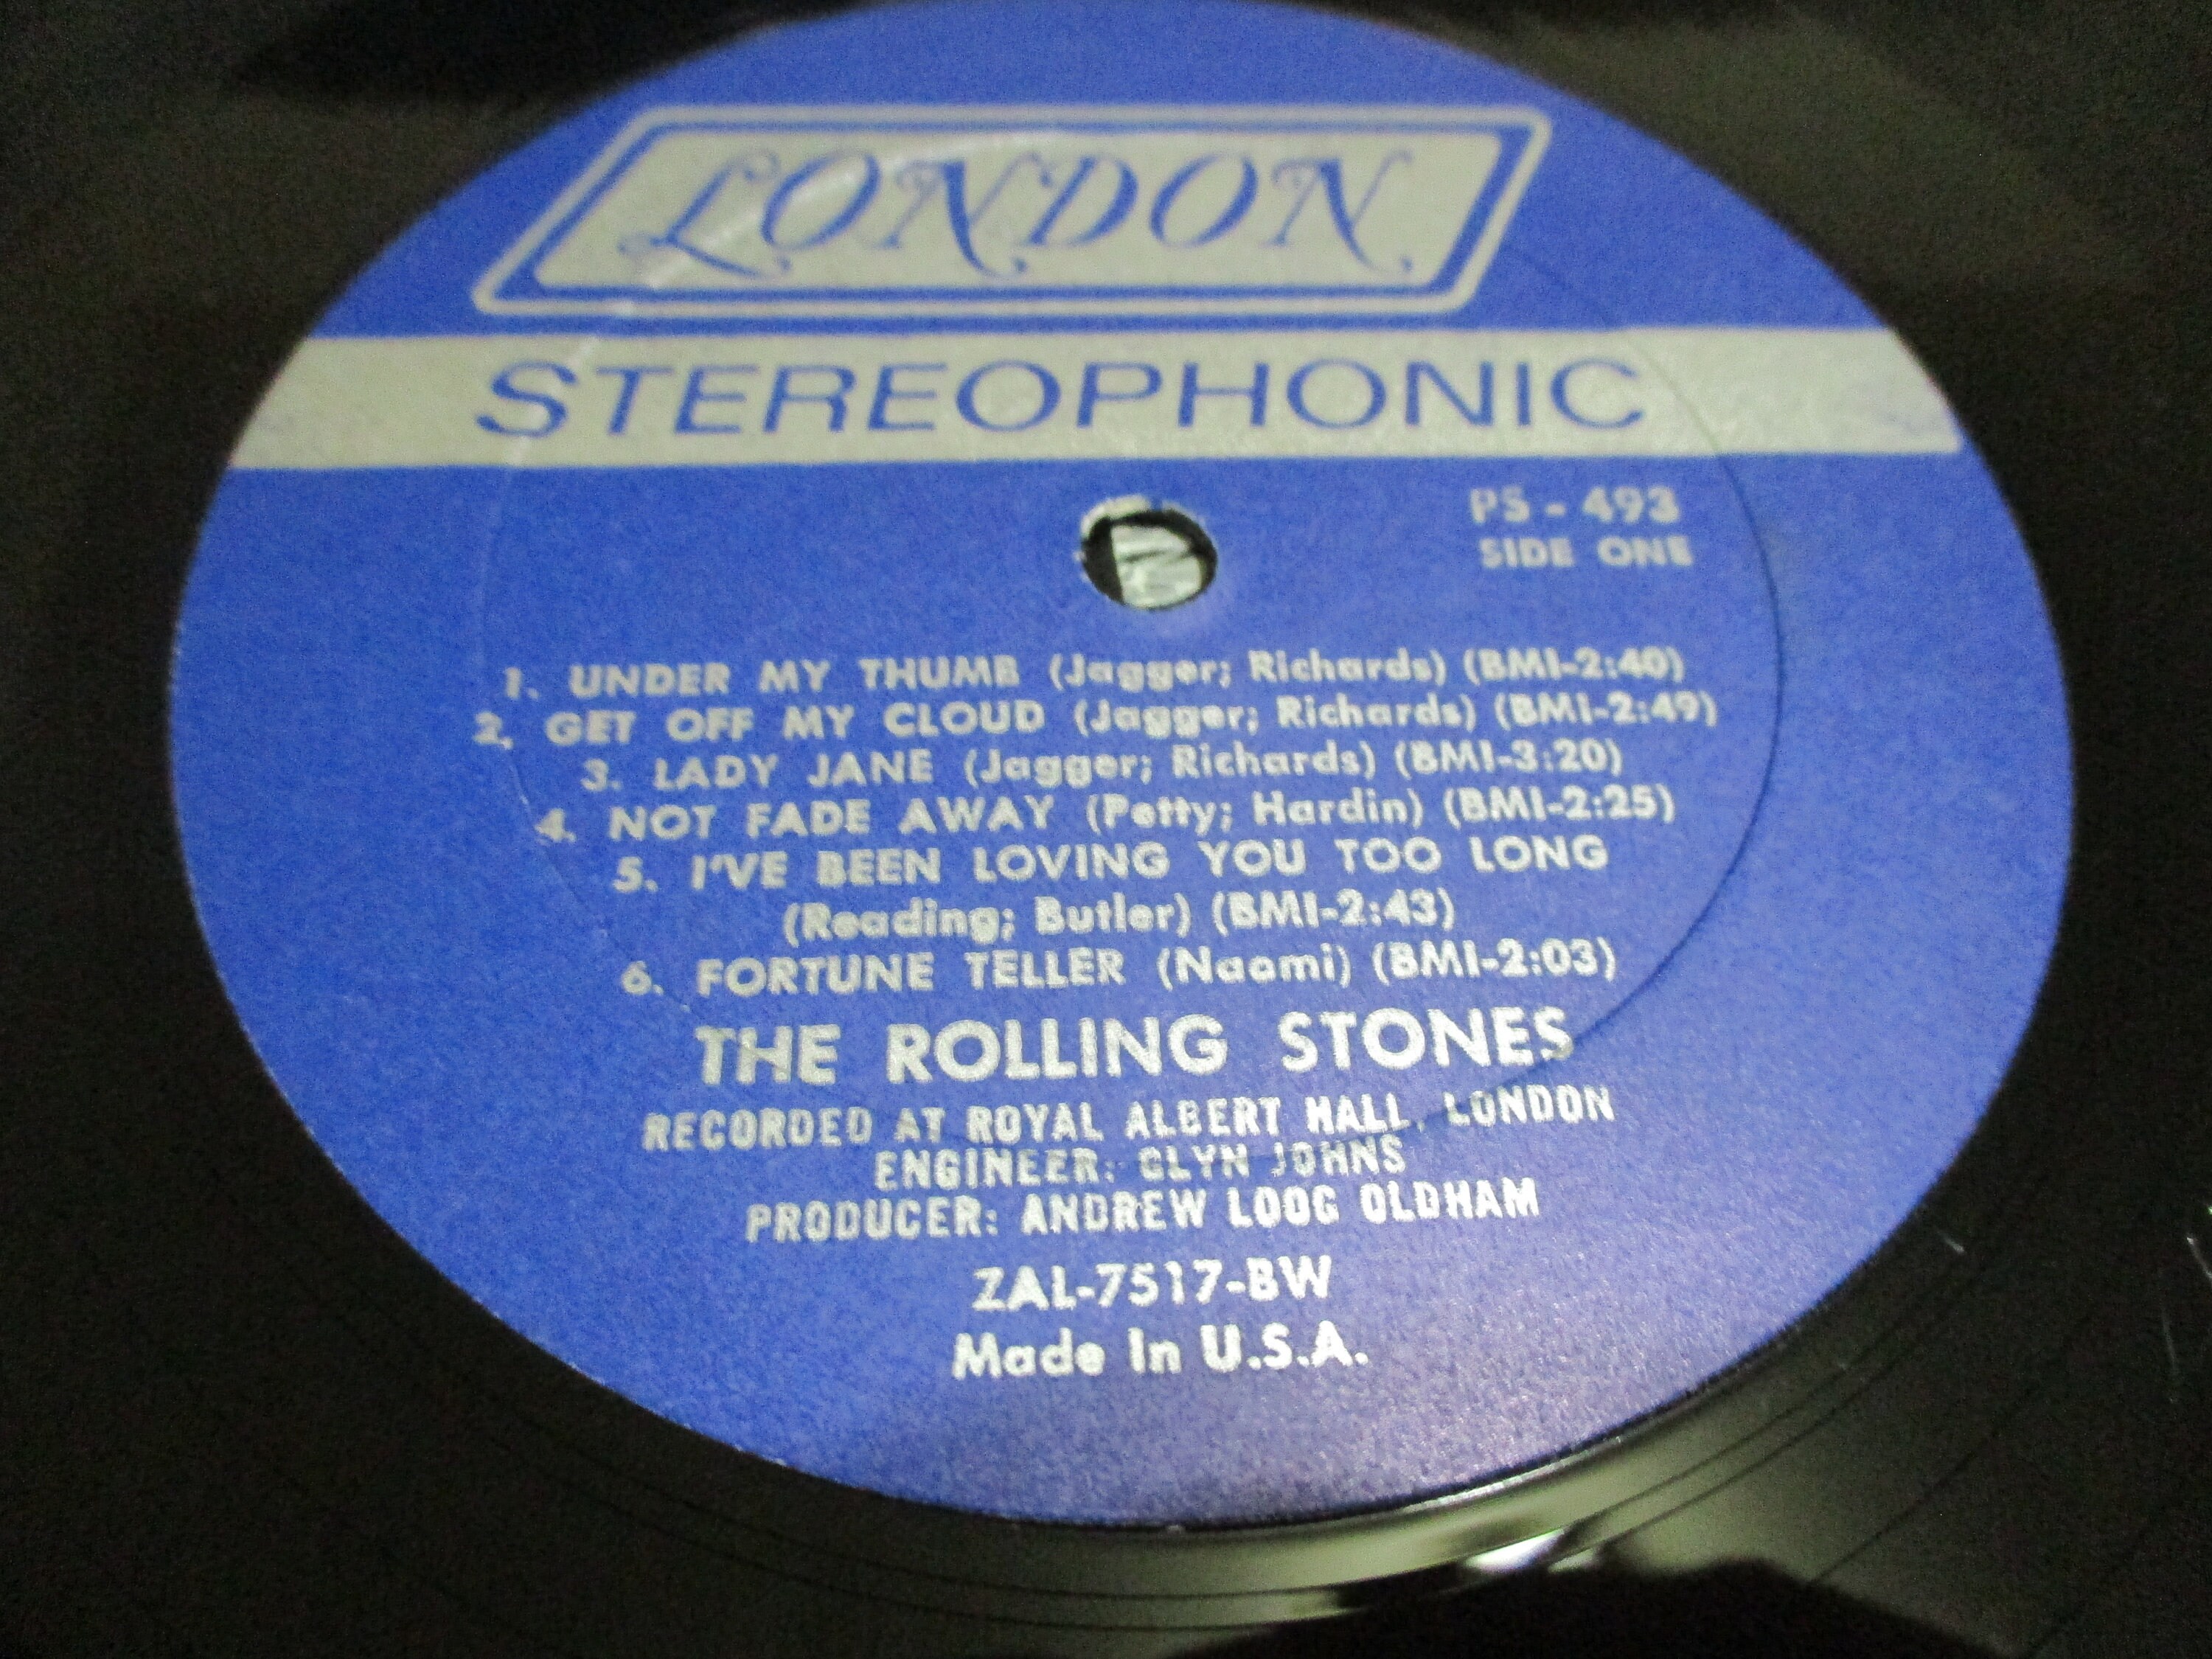 LONDON
STEREOPHONIC
PS - 493
SIDE ONE
1. UNDER MY THUMB (Jagger; Richards) (BMI-2:40)
2. GET OFF MY CLOUD (Jagger; Richards) (BMI-2:49)
3. LADY JANE (Jagger; Richards) (BMI-3:20)
4. NOT FADE AWAY (Petty; Hardin) (BMI-2:25)
5. I'VE BEEN LOVING YOU TOO LONG
(Reading; Butler) (BMI-2:43)
6. FORTUNE TELLER (Naomi) (BMI-2:03)
THE ROLLING STONES
RECORDED AT ROYAL ALBERT HALL, LONDON
ENGINEER: GLYN JOHNS
PRODUCER: ANDREW LOOG OLDHAM
ZAL-7517-BW
Made In U.S.A.